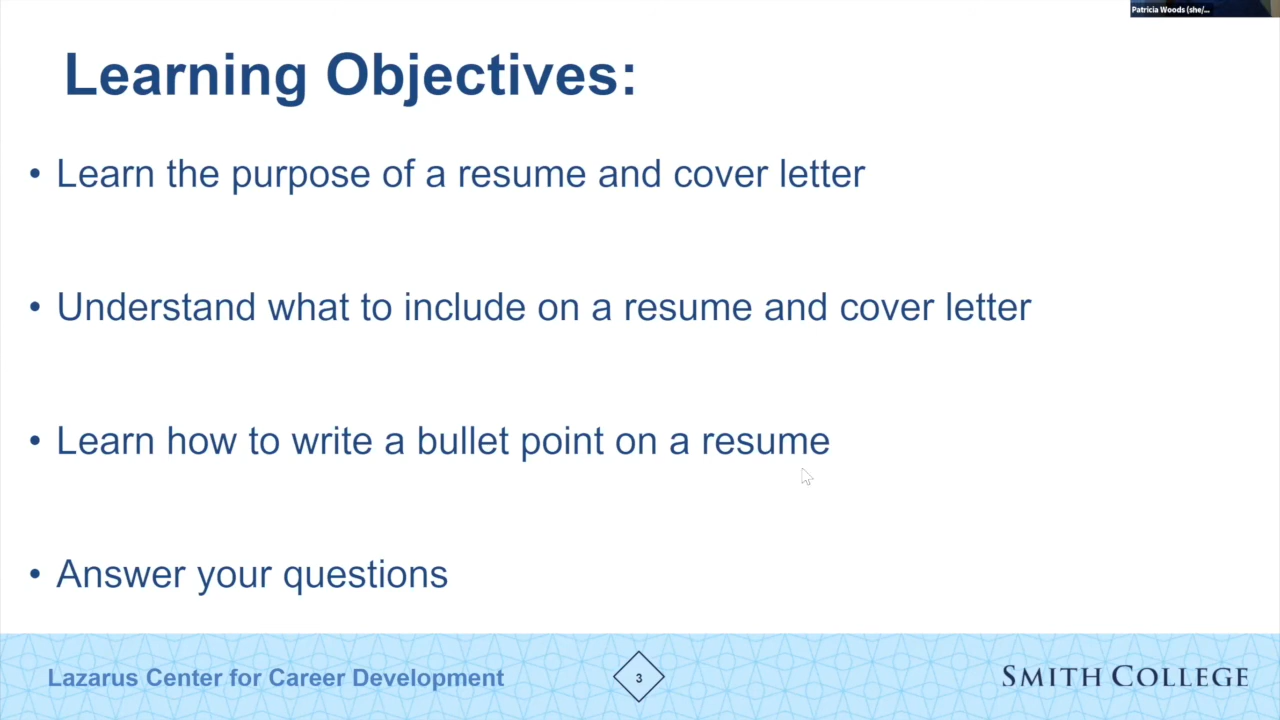 Patricia Woods (she/...
Learning Objectives:
• Learn the purpose of a resume and cover letter
• Understand what to include on a resume and cover letter
• Learn how to write a bullet point on a resume
• Answer your questions
Lazarus Center for Career Development
3
SMITH COLLEGE